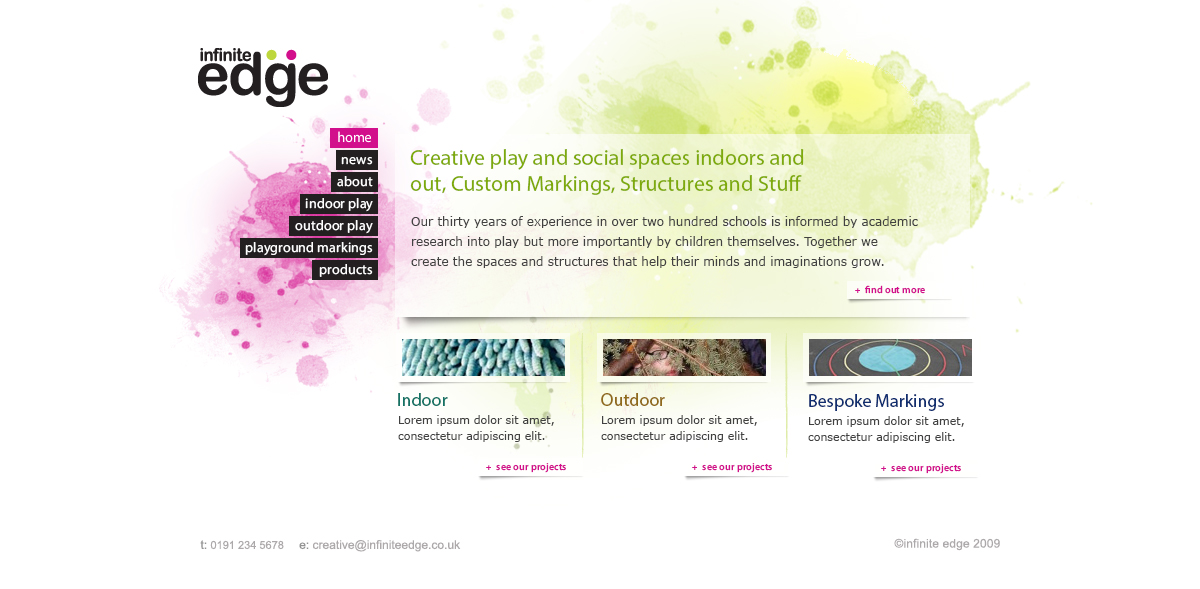 infinite
edge
home
news
about
indoor play
outdoor play
playground markings
products
Creative play and social spaces indoors and
out, Custom Markings, Structures and Stuff
Our thirty years of experience in over two hundred schools is informed by academic
research into play but more importantly by children themselves. Together we
create the spaces and structures that help their minds and imaginations grow.
+ find out more
Indoor
Lorem ipsum dolor sit amet,
consectetur adipiscing elit.
+ see our projects
Outdoor
Lorem ipsum dolor sit amet,
consectetur adipiscing elit.
+ see our projects
Bespoke Markings
Lorem ipsum dolor sit amet,
consectetur adipiscing elit.
+ see our projects
t: 0191 234 5678 e: creative@infiniteedge.co.uk
©infinite edge 2009